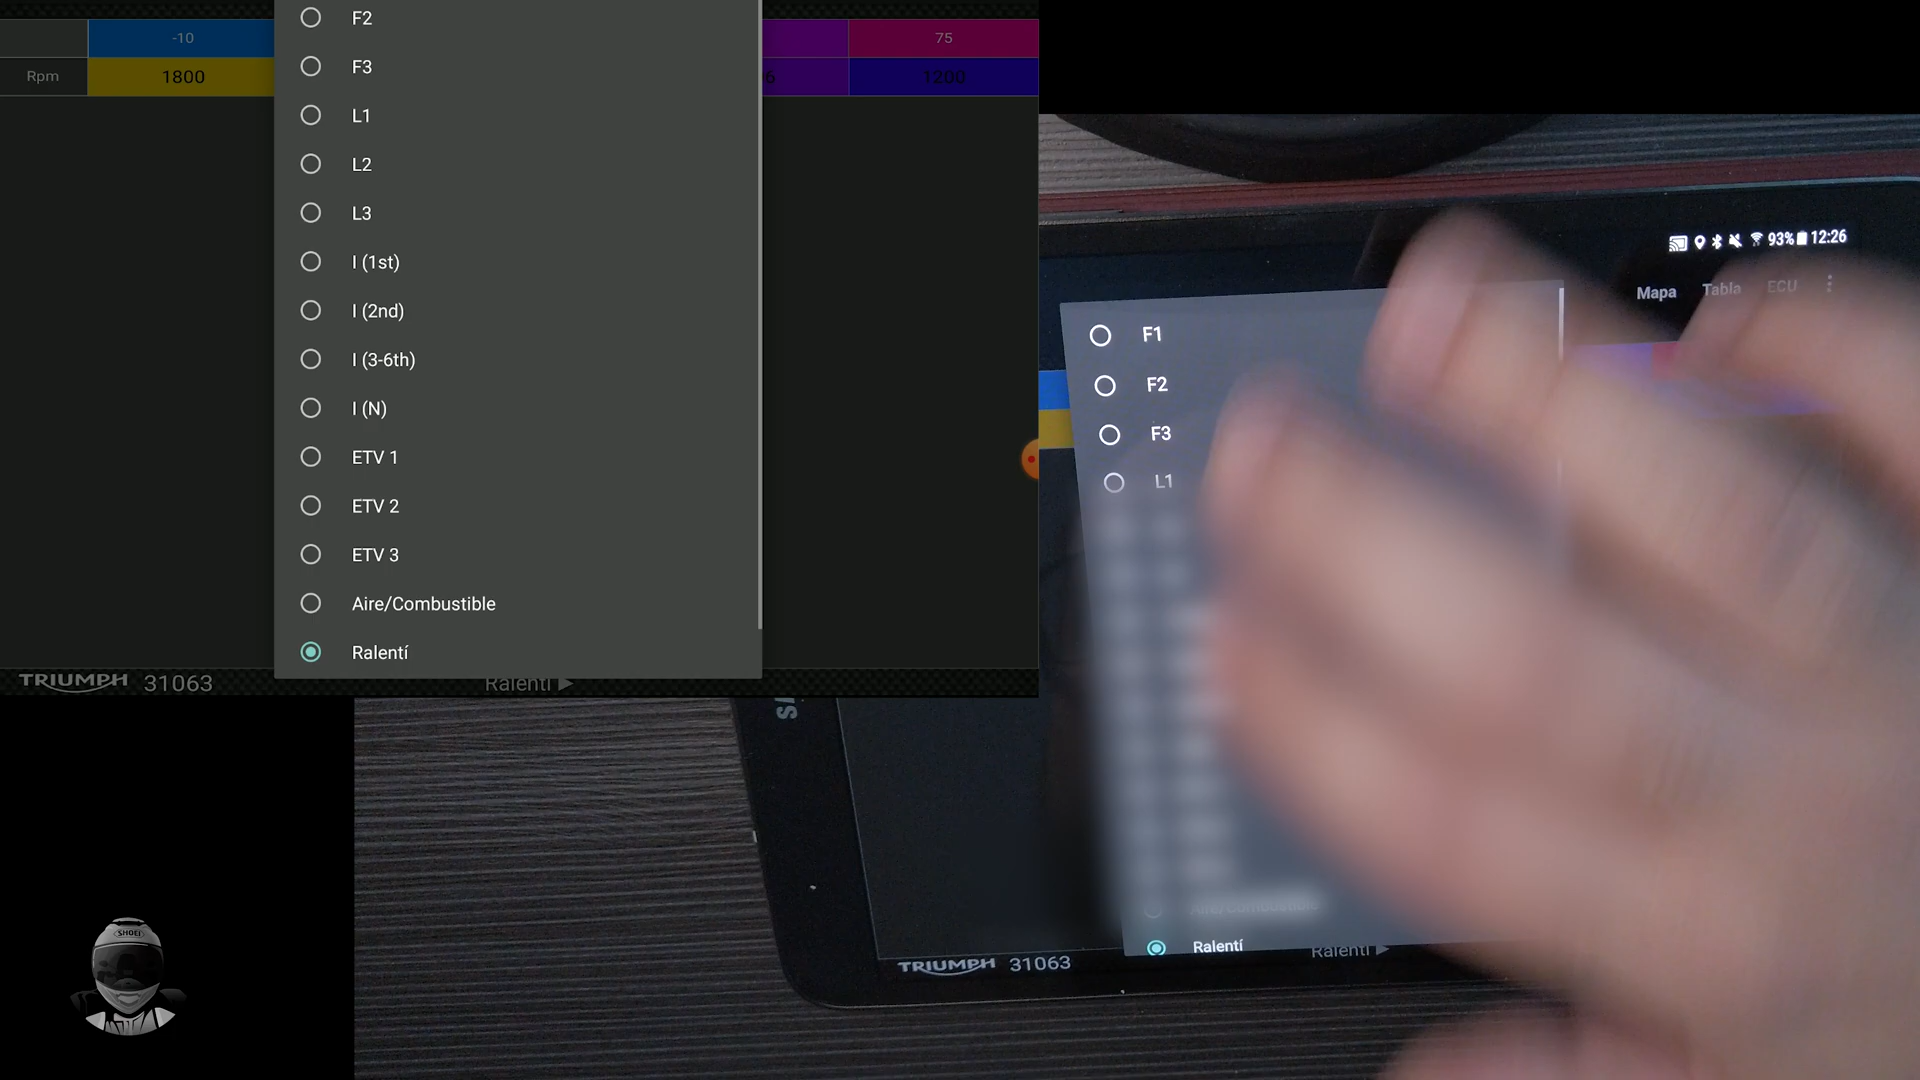 F2
-10
75
Rpm
1800
1200
F3
L1
L2
L3
I (1st)
I (2nd)
I (3-6th)
I (N)
ETV 1
ETV 2
ETV 3
Aire/Combustible
Ralentí
TRIUMPH 31063
Ralentí ▶
93% 12:26
Mapa Tabla ECU
F1
F2
F3
L1
Aire/Combustible
Ralentí
Ralentí ▶
TRIUMPH 31063
SHOEI